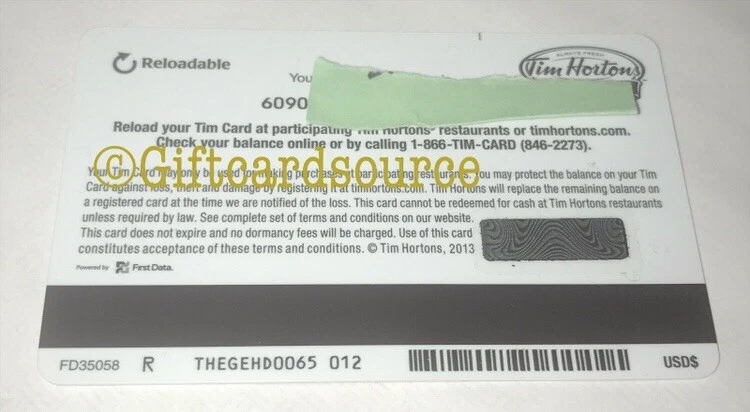 Reloadable
ALWAYS FRESH
Tim Hortons
You
6090
Reload your Tim Card at participating Tim Hortons® restaurants or timhortons.com.
Check your balance online or by calling 1-866-TIM-CARD (846-2273).
©Giftcardsource
Your Tim Card may only be used for making purchases at participating restaurants. You may protect the balance on your Tim
Card against loss, theft and damage by registering it at timhortons.com. Tim Hortons will replace the remaining balance on
a registered card at the time we are notified of the loss. This card cannot be redeemed for cash at Tim Hortons restaurants
unless required by law. See complete set of terms and conditions on our website.
This card does not expire and no dormancy fees will be charged. Use of this card
constitutes acceptance of these terms and conditions. © Tim Hortons, 2013
Powered by First Data.
FD35058 R THEGEHD0065 012 USD$